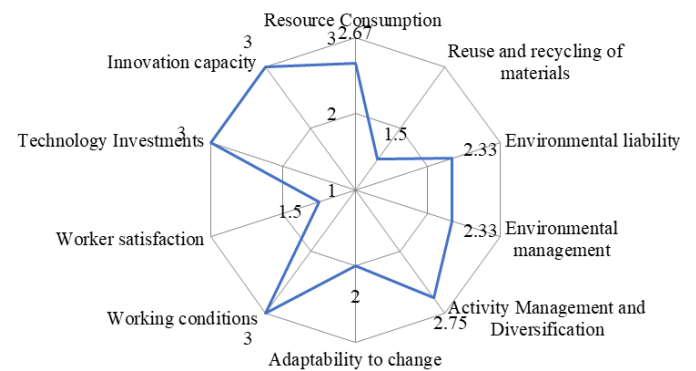 Resource Consumption
3
3
2.67
Reuse and recycling of
materials
Innovation capacity
2
1.5
3
Technology Investments
2.33
Environmental liability
1
1.5
2.33
Environmental
management
Worker satisfaction
2
2.75
Activity Management and
Diversification
Working conditions
3
Adaptability to change